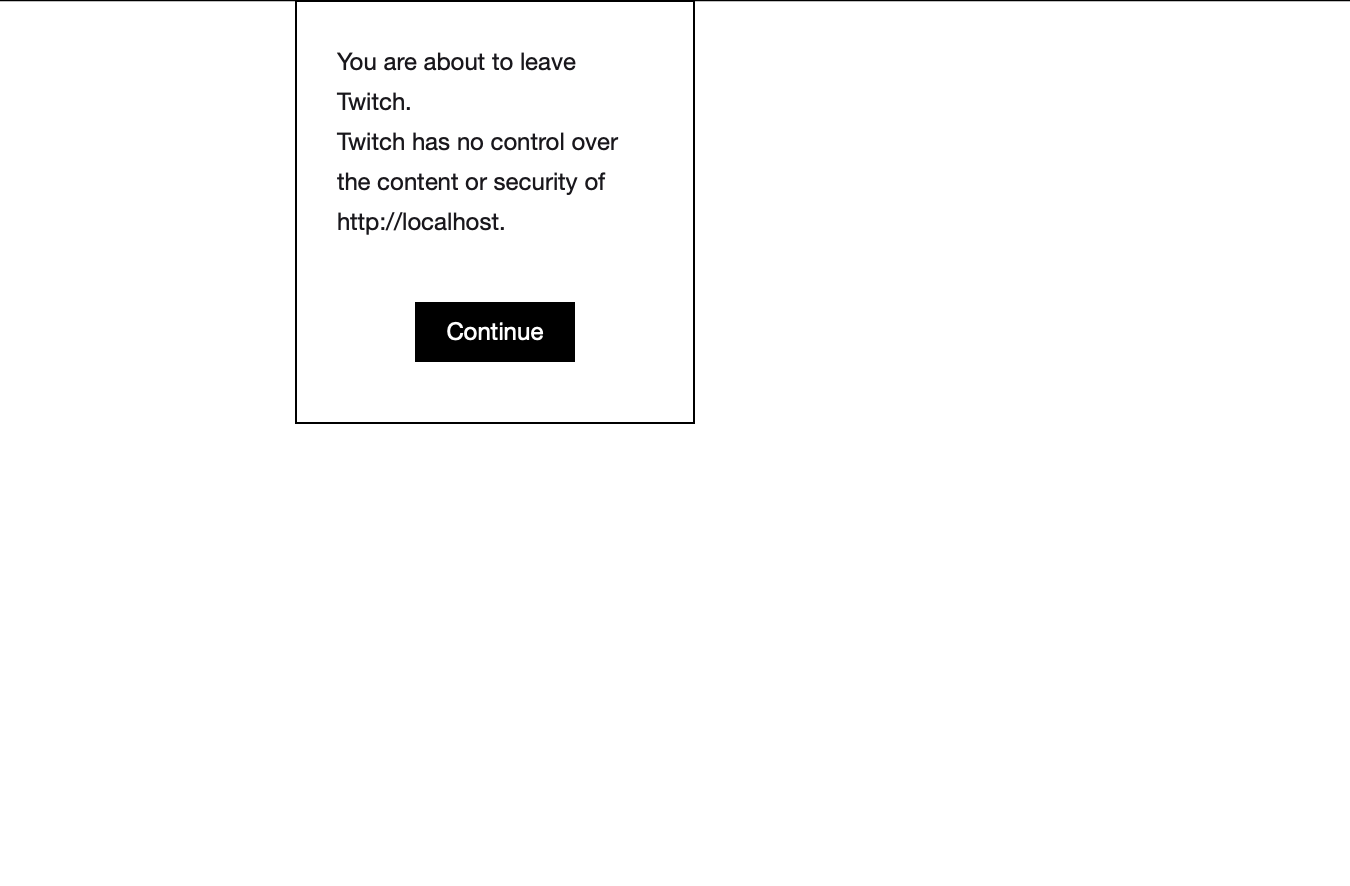 You are about to leave
Twitch.
Twitch has no control over
the content or security of
http://localhost.
Continue